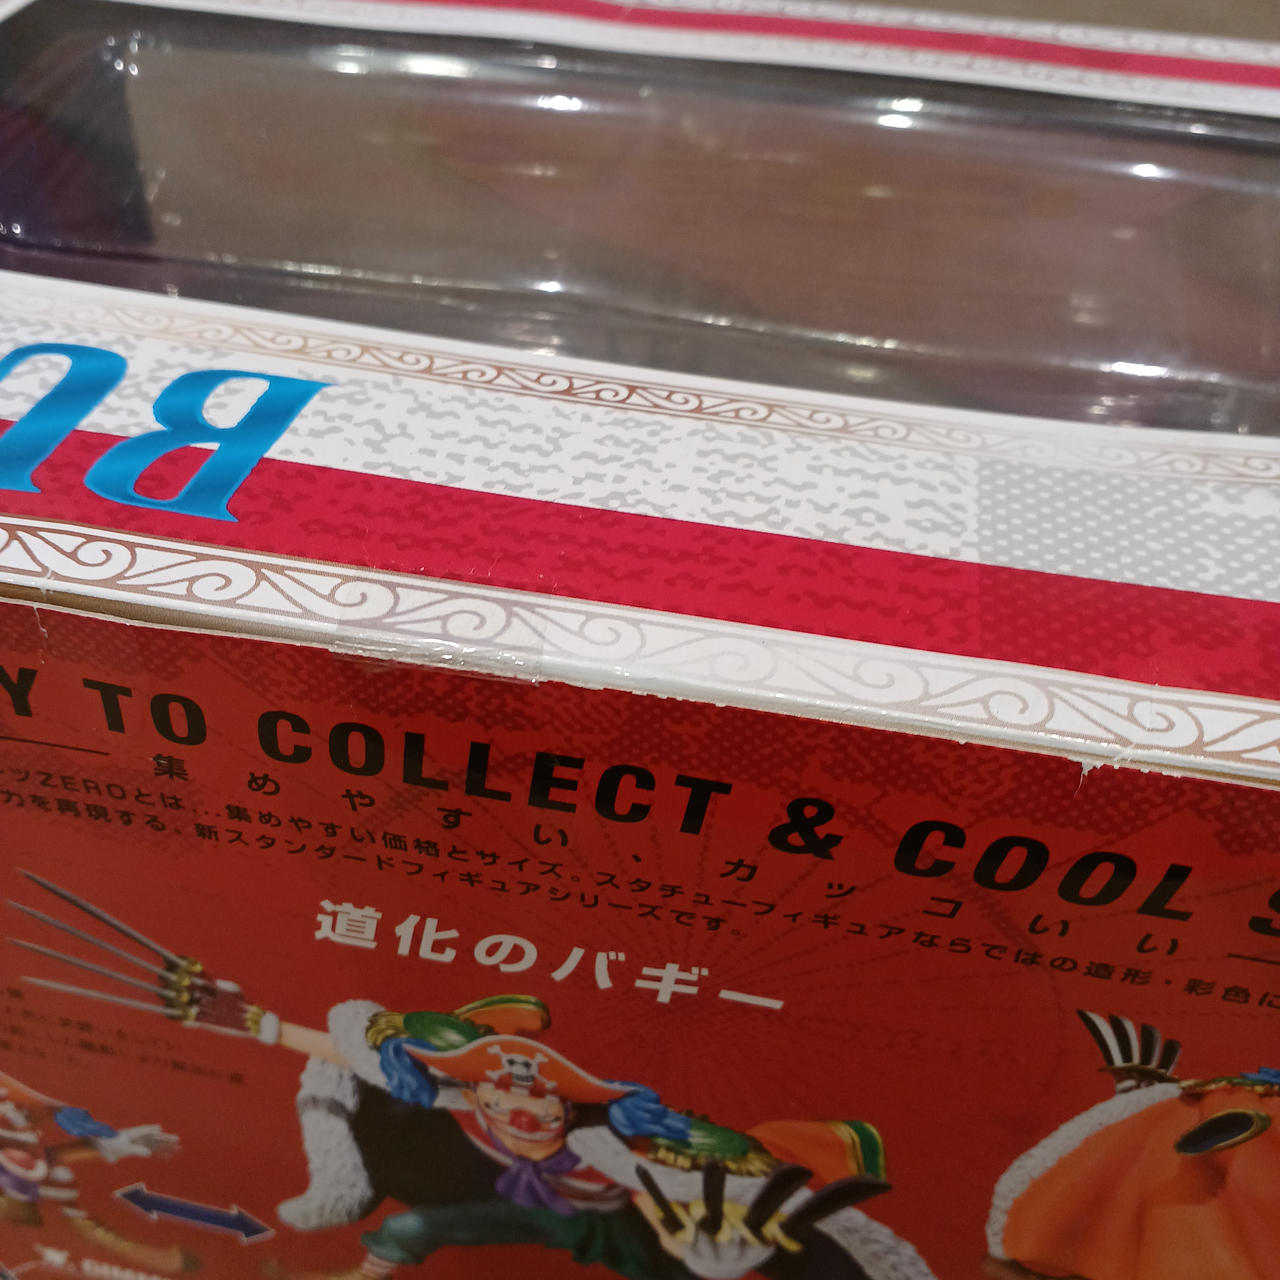 BU
Y TO COLLECT & COOL S
集めやすい、カッコいい
ツZEROとは…集めやすい価格とサイズ。スタチューフィギュアならではの造形・彩色に
力を再現する、新スタンダードフィギュアシリーズです。
道化のバギー